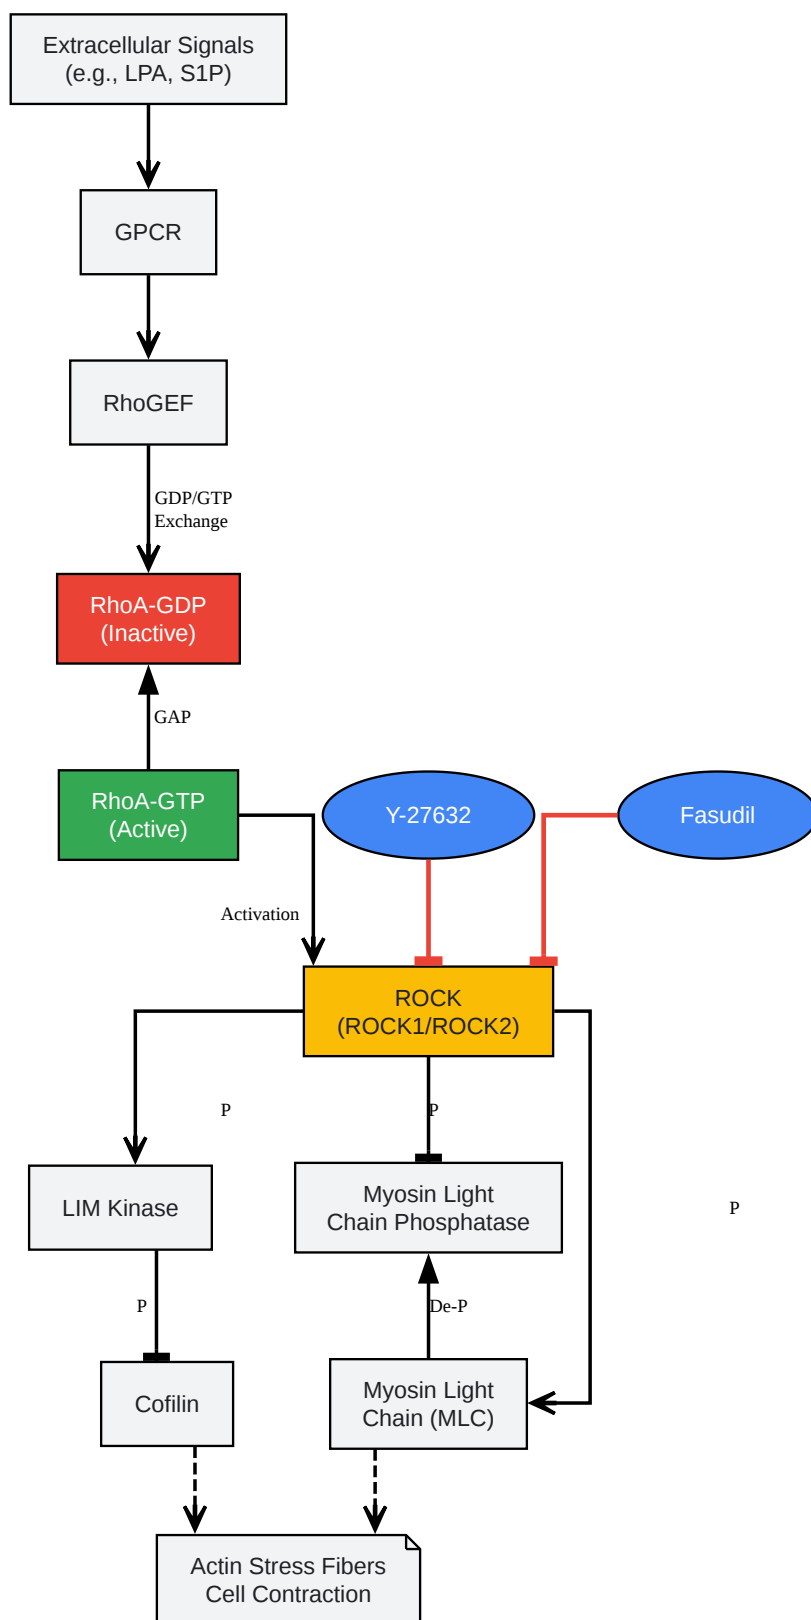 Extracellular Signals
(e.g., LPA, S1P)
GPCR
RhoGEF
GDP/GTP
Exchange
RhoA-GDP
(Inactive)
GAP
RhoA-GTP
(Active)
Y-27632
Fasudil
Activation
ROCK
(ROCK1/ROCK2)
P
P
LIM Kinase
Myosin Light
Chain Phosphatase
P
P
De-P
Cofilin
Myosin Light
Chain (MLC)
Actin Stress Fibers
Cell Contraction